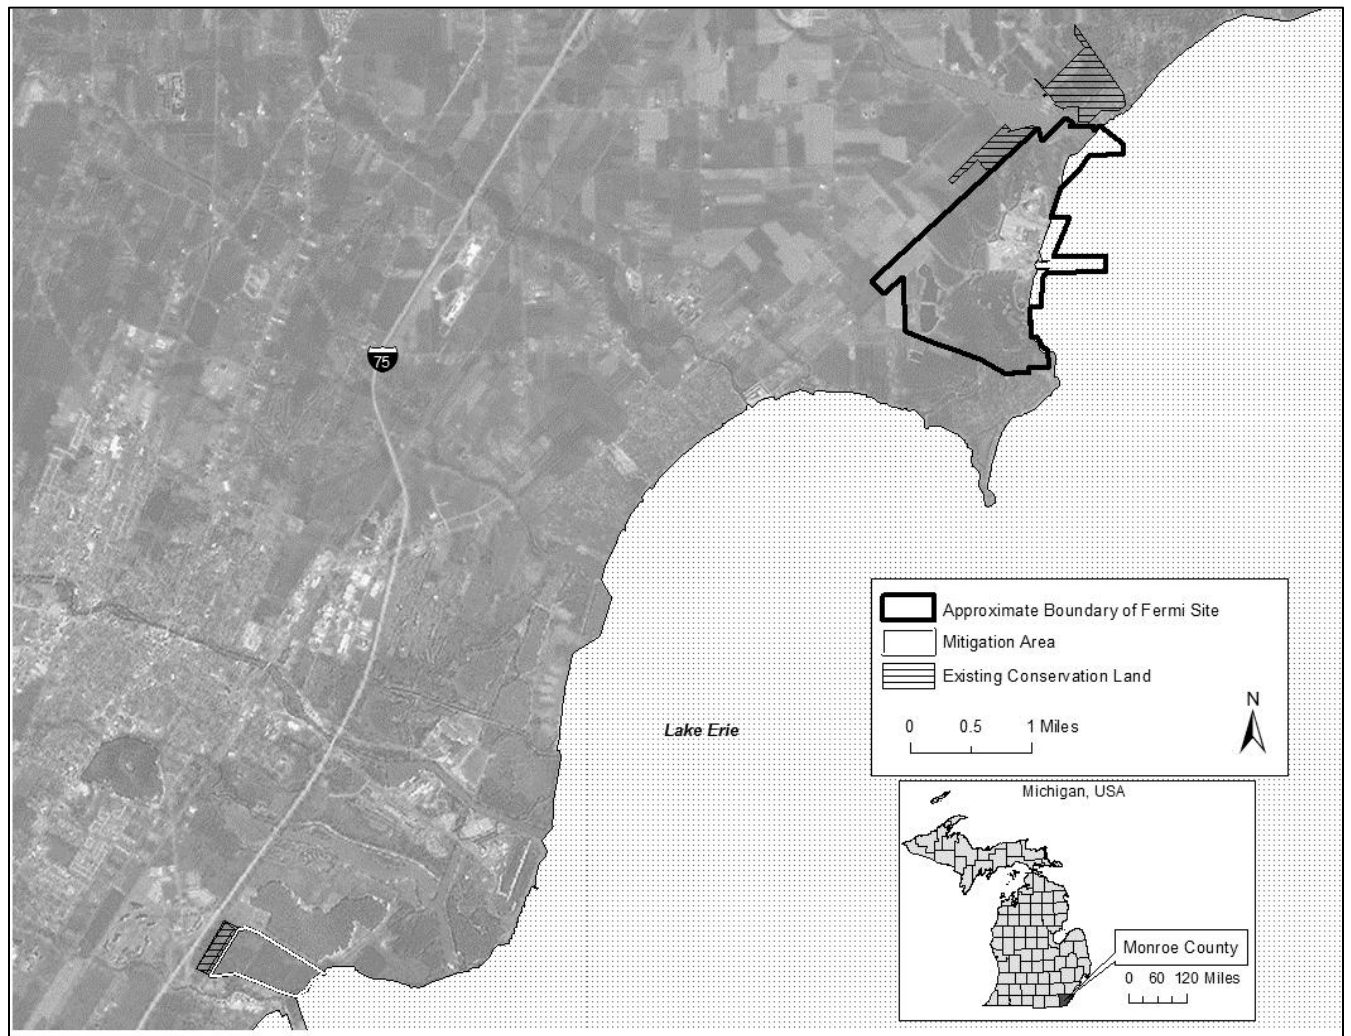 75
Lake Erie
Approximate Boundary of Fermi Site
Mitigation Area
Existing Conservation Land
N
0 0.5 1 Miles
Michigan, USA
Monroe County
0 60 120 Miles